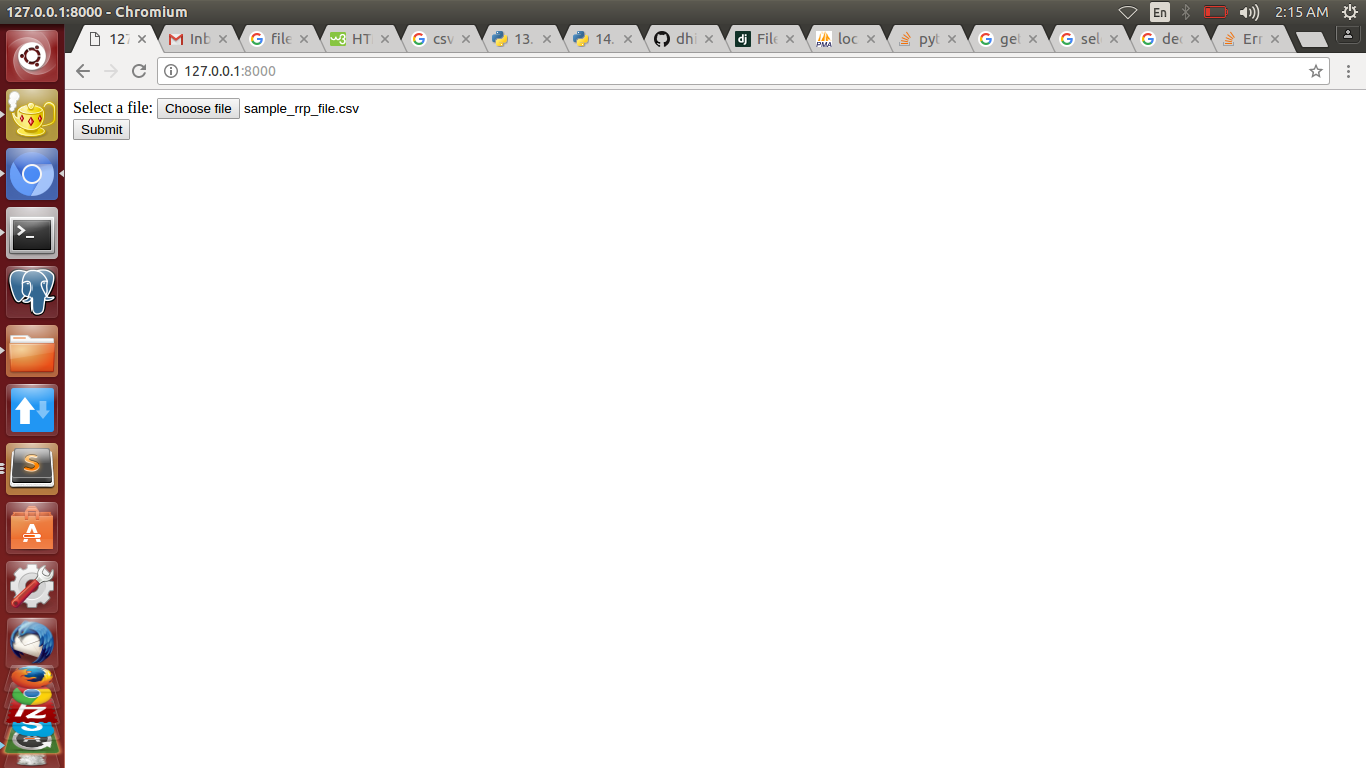 127.0.0.1:8000 - Chromium
En
2:15 AM
127
Inb
file
HT
csv
13.
14.
dhi
File
loc
pyt
get
sel
dec
Err
127.0.0.1:8000
Select a file: Choose file sample_rrp_file.csv
Submit